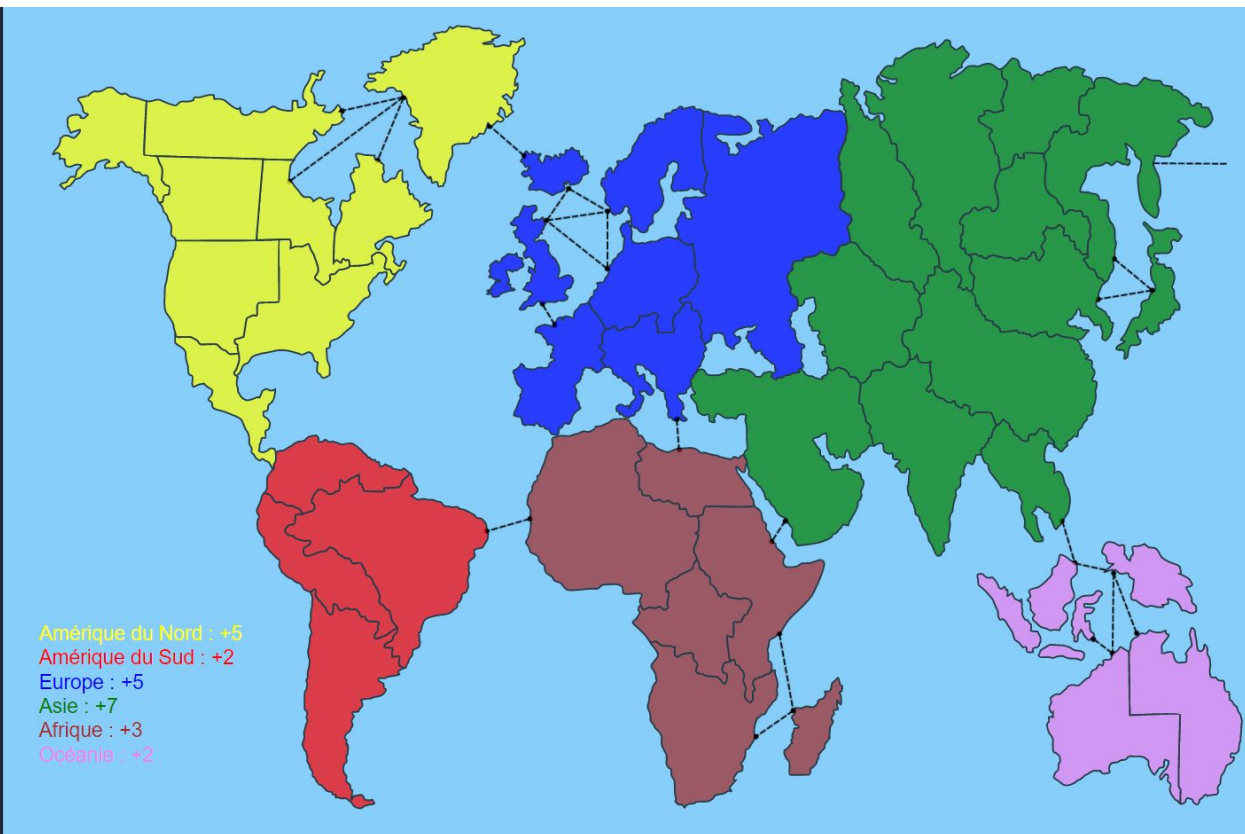 Amérique du Nord : +5
Amérique du Sud : +2
Europe : +5
Asie : +7
Afrique : +3
Océanie : +2